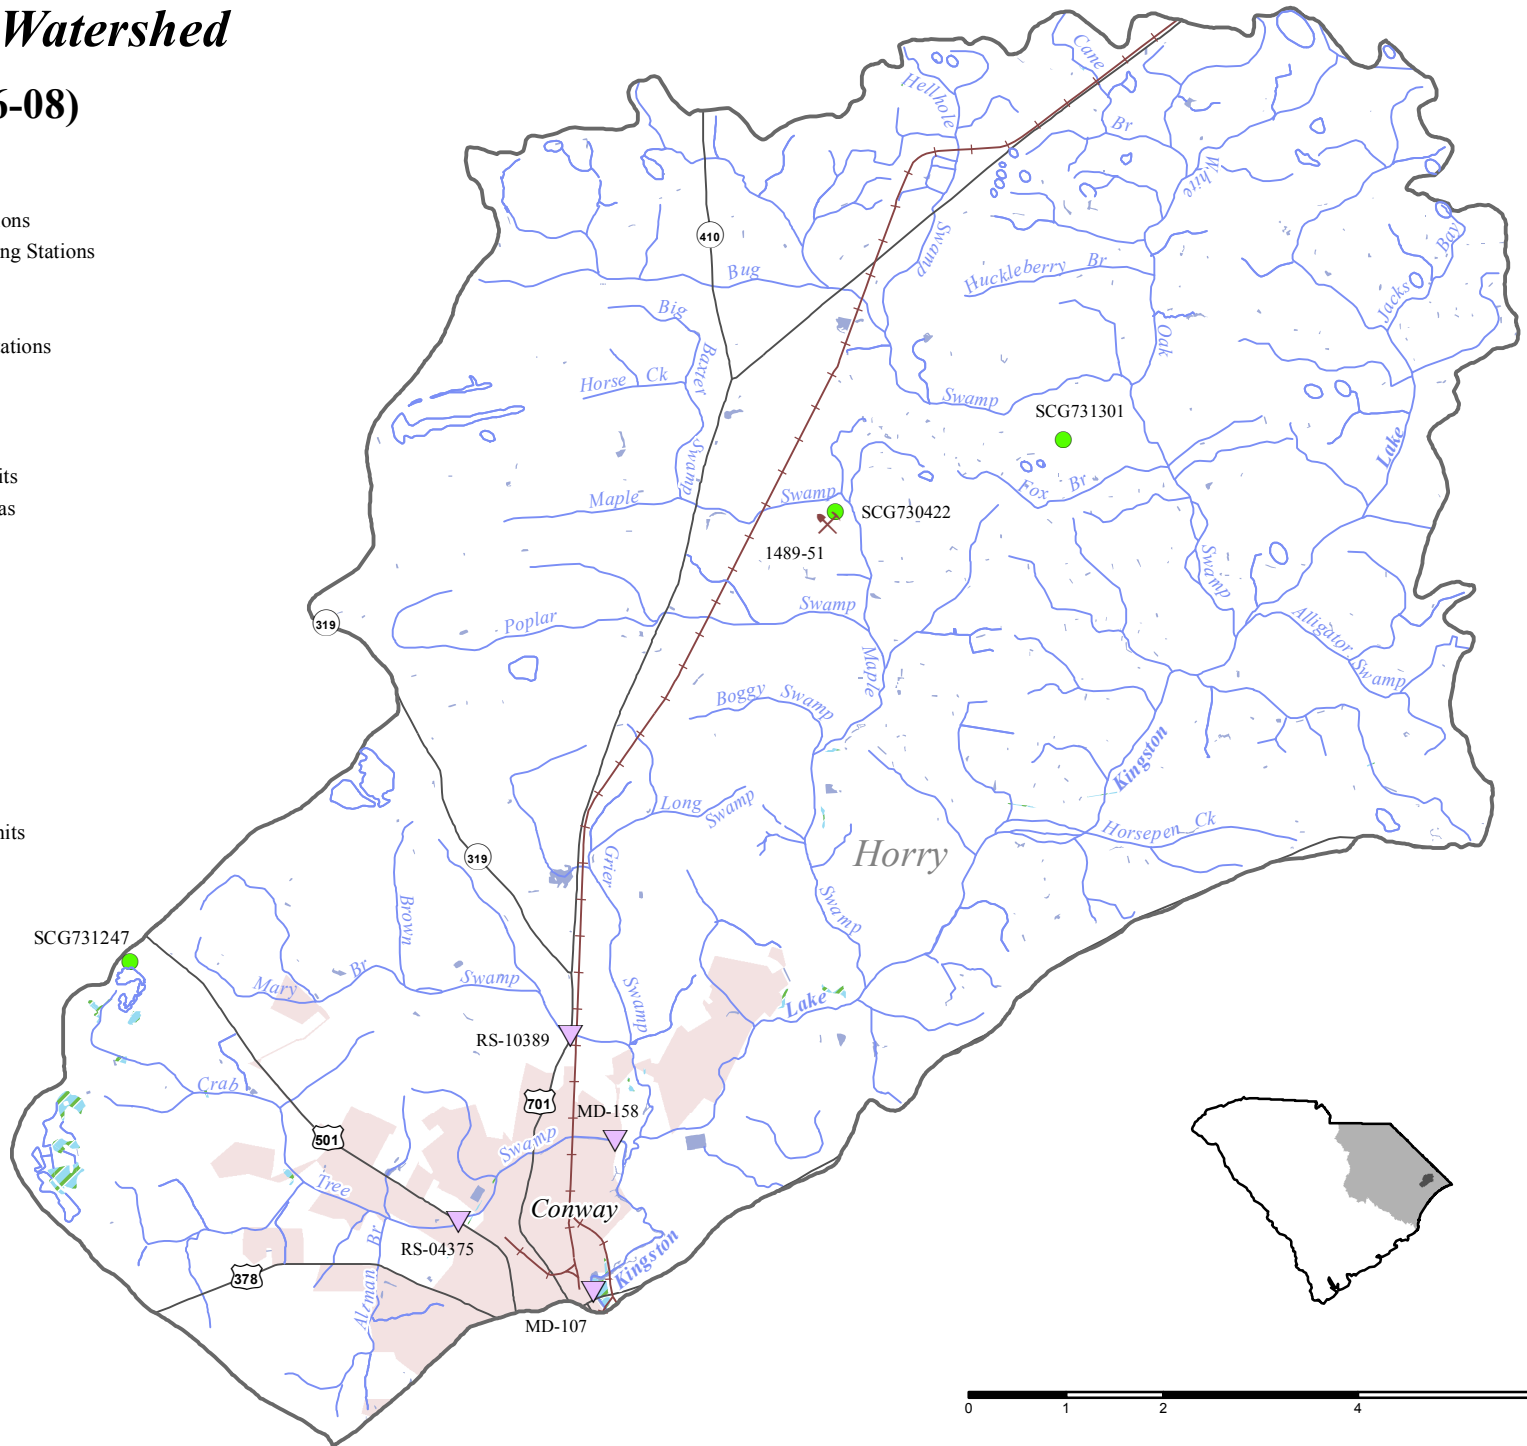 Watershed
6-08)
ons
ng Stations
ations
its
as
nits
Cane
Hellhole
Br
White
Swamp
410
Bug
Huckleberry Br
Bay
Jacks
Big
Baxter
Oak
Horse Ck
Swamp
SCG731301
Lake
Swamp
Fox Br
Maple
Swamp
SCG730422
1489-51
Swamp
Swamp
Poplar
319
Alligator
Swamp
Maple
Boggy Swamp
Kingston
Long Swamp
Horsepen Ck
319
Grier
Horry
Brown
Swamp
SCG731247
Mary Br
Swamp
Swamp
Lake
RS-10389
Crab
701
MD-158
501
Swamp
Tree
Conway
Br
RS-04375
Kingston
378
Altman
MD-107
0 1 2 4